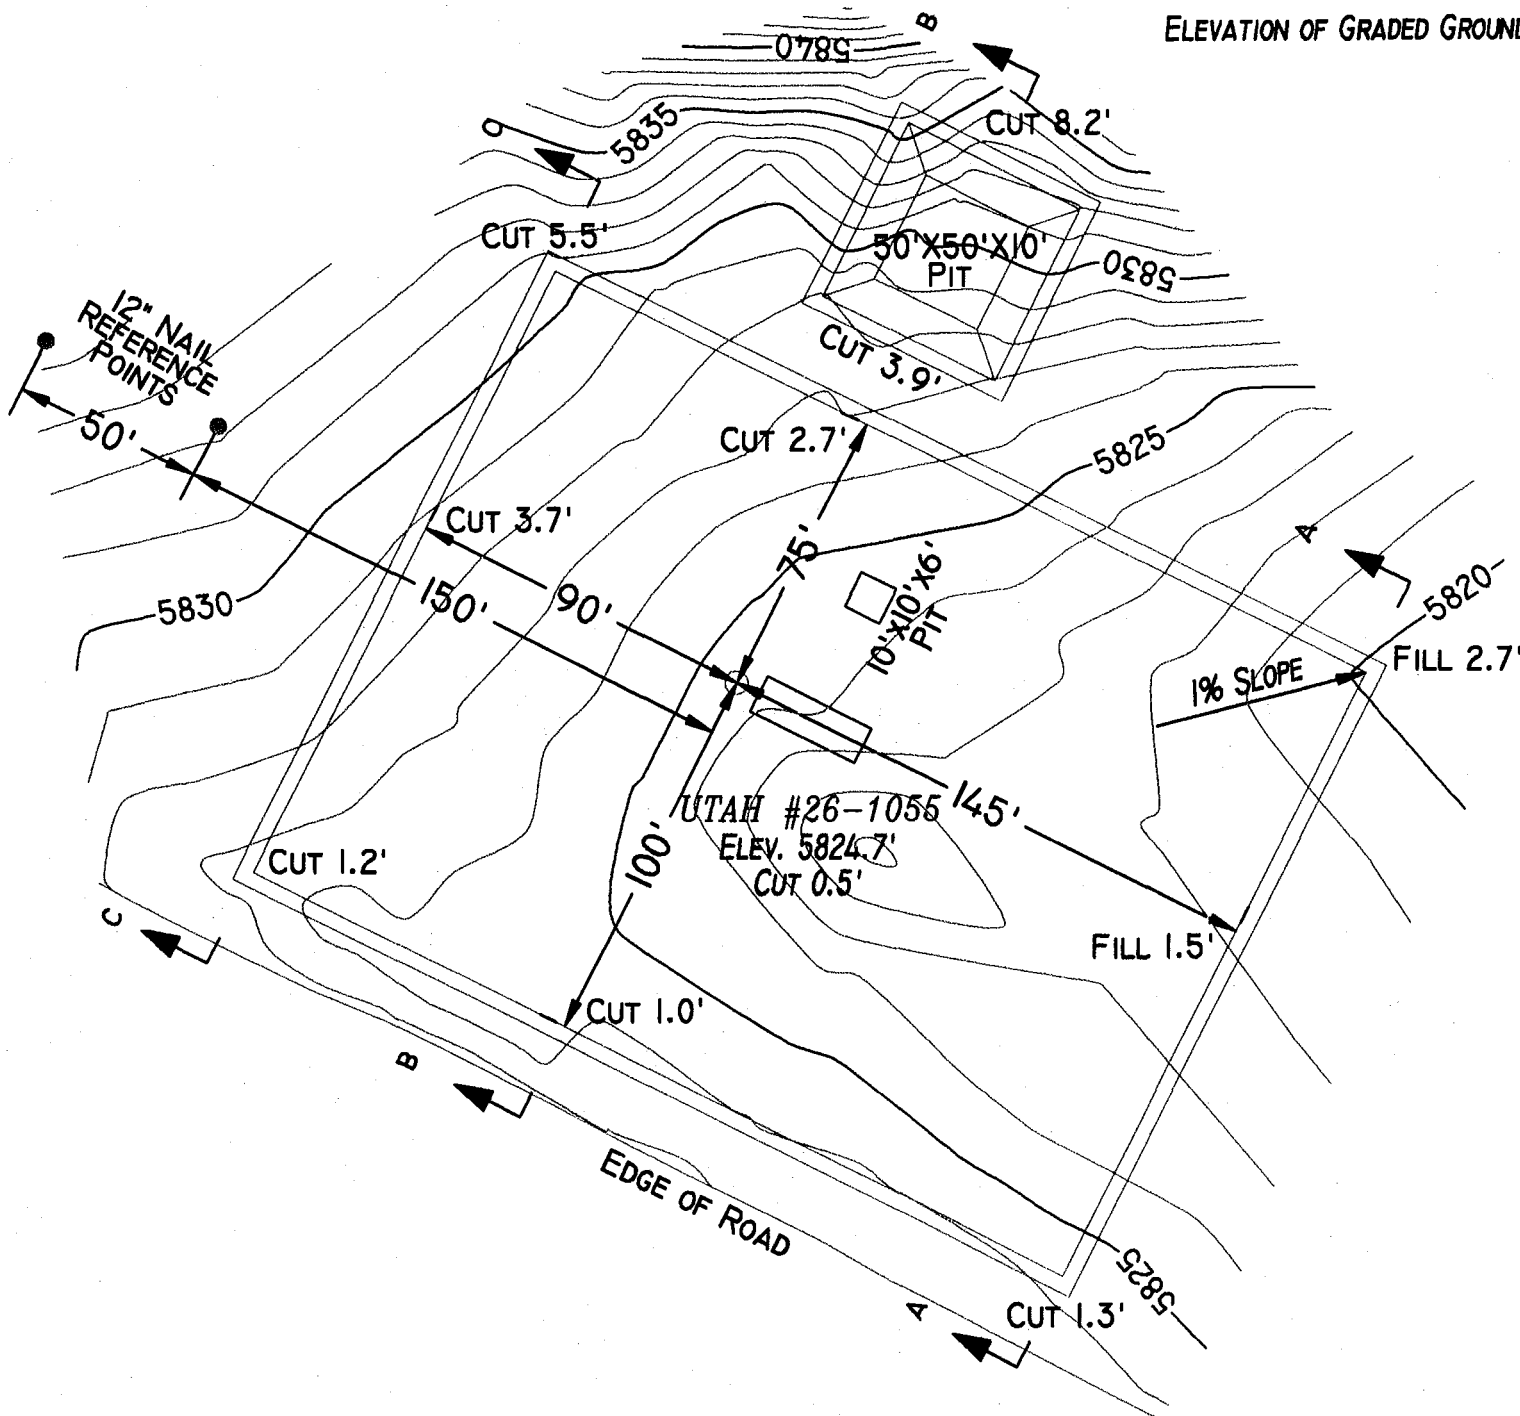 ELEVATION OF GRADED GROUND
B
5840
CUT 8.2'
5835
C
CUT 5.5'
50'X50'X10'
PIT
5830
12" NAIL
REFERENCE
POINTS
CUT 3.9'
50'
CUT 2.7'
5825
CUT 3.7'
75'
A
10'X10'X6'
PIT
5830
150'
90'
5820
FILL 2.7'
1% SLOPE
UTAH #26-1055
ELEV. 5824.7'
CUT 0.5'
145'
100'
CUT 1.2'
C
FILL 1.5'
CUT 1.0'
B
EDGE OF ROAD
5825
A
CUT 1.3'